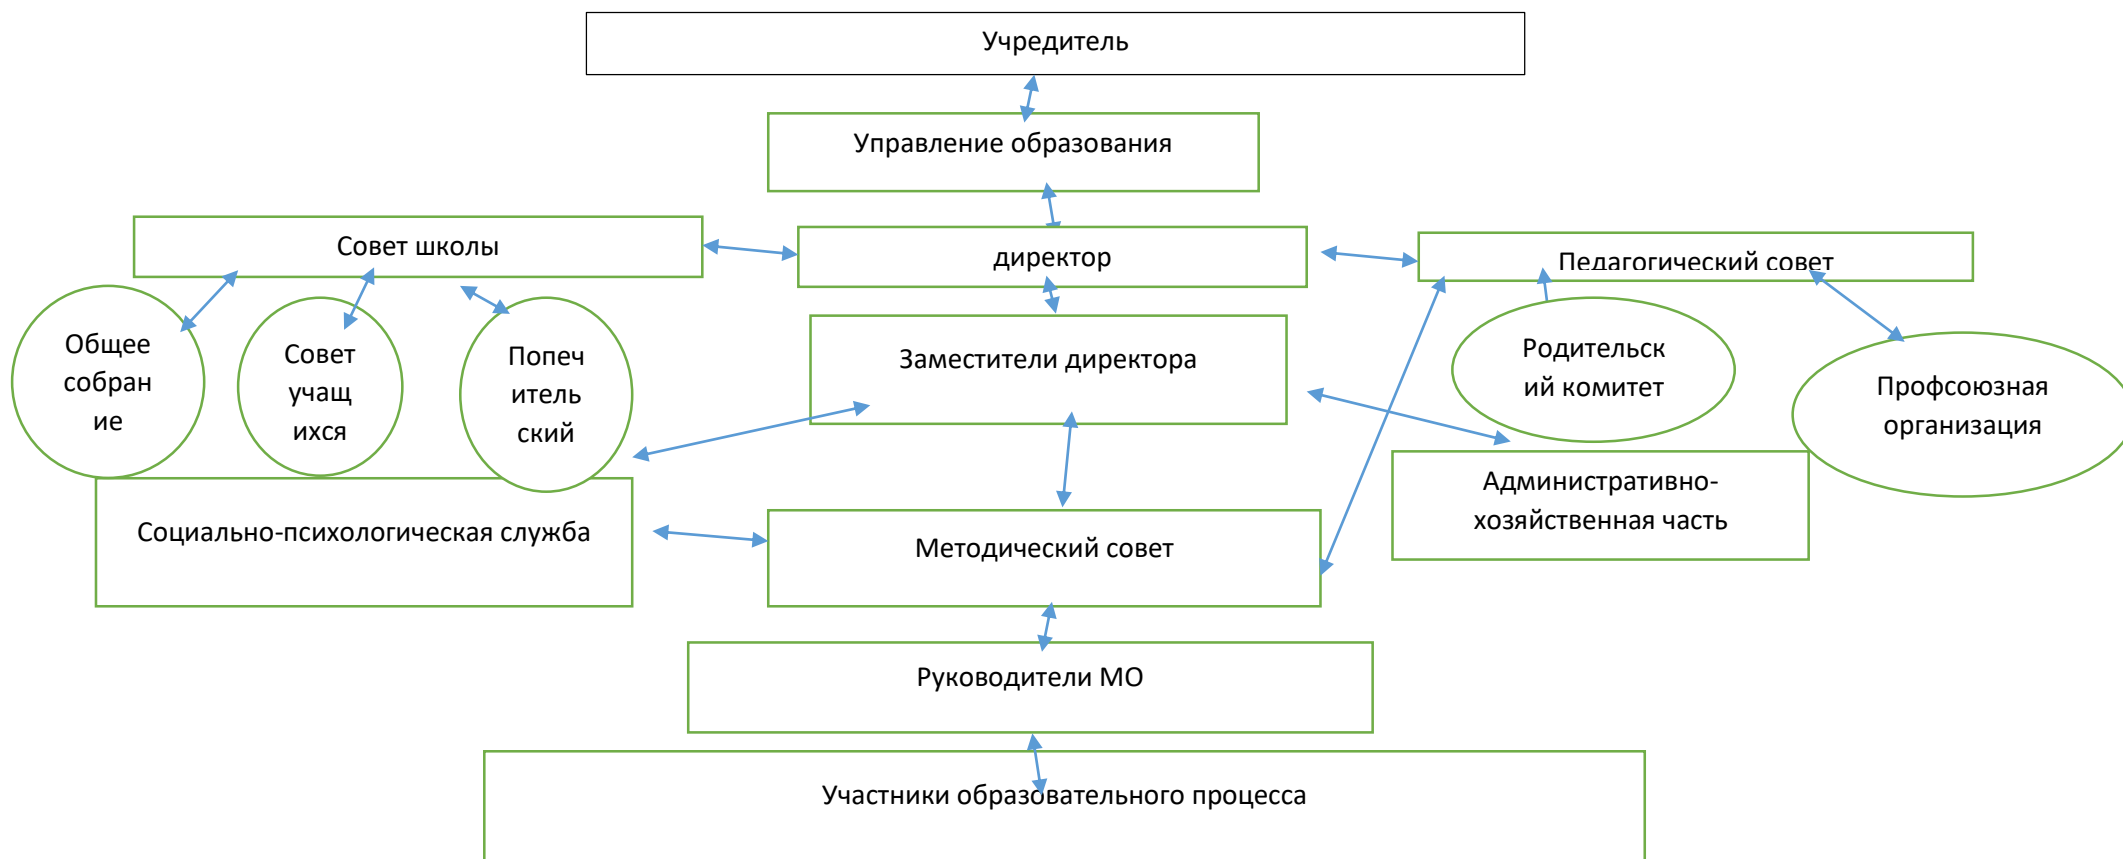 Учредитель
Управление образования
Совет школы
директор
Педагогический совет
Общее
собран
ие
Совет
учащ
ихся
Попеч
итель
ский
Заместители директора
Родительск
ий комитет
Профсоюзная
организация
Социально-психологическая служба
Методический совет
Административно-
хозяйственная часть
Руководители МО
Участники образовательного процесса